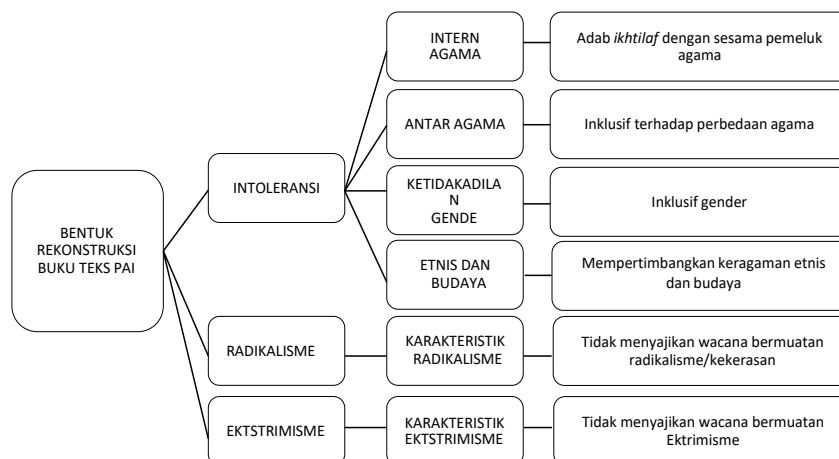 BENTUK
REKONSTRUKSI
BUKU TEKS PAI
INTOLERANSI
INTERN
AGAMA
Adab ikhtilaf dengan sesama pemeluk
agama
ANTAR AGAMA
Inklusif terhadap perbedaan agama
KETIDAKADILA
N
GENDE
Inklusif gender
ETNIS DAN
BUDAYA
Mempertimbangkan keragaman etnis
dan budaya
RADIKALISME
KARAKTERISTIK
RADIKALISME
Tidak menyajikan wacana bermuatan
radikalisme/kekerasan
EKTSTRIMISME
KARAKTERISTIK
EKTSTRIMISME
Tidak menyajikan wacana bermuatan
Ektrimisme